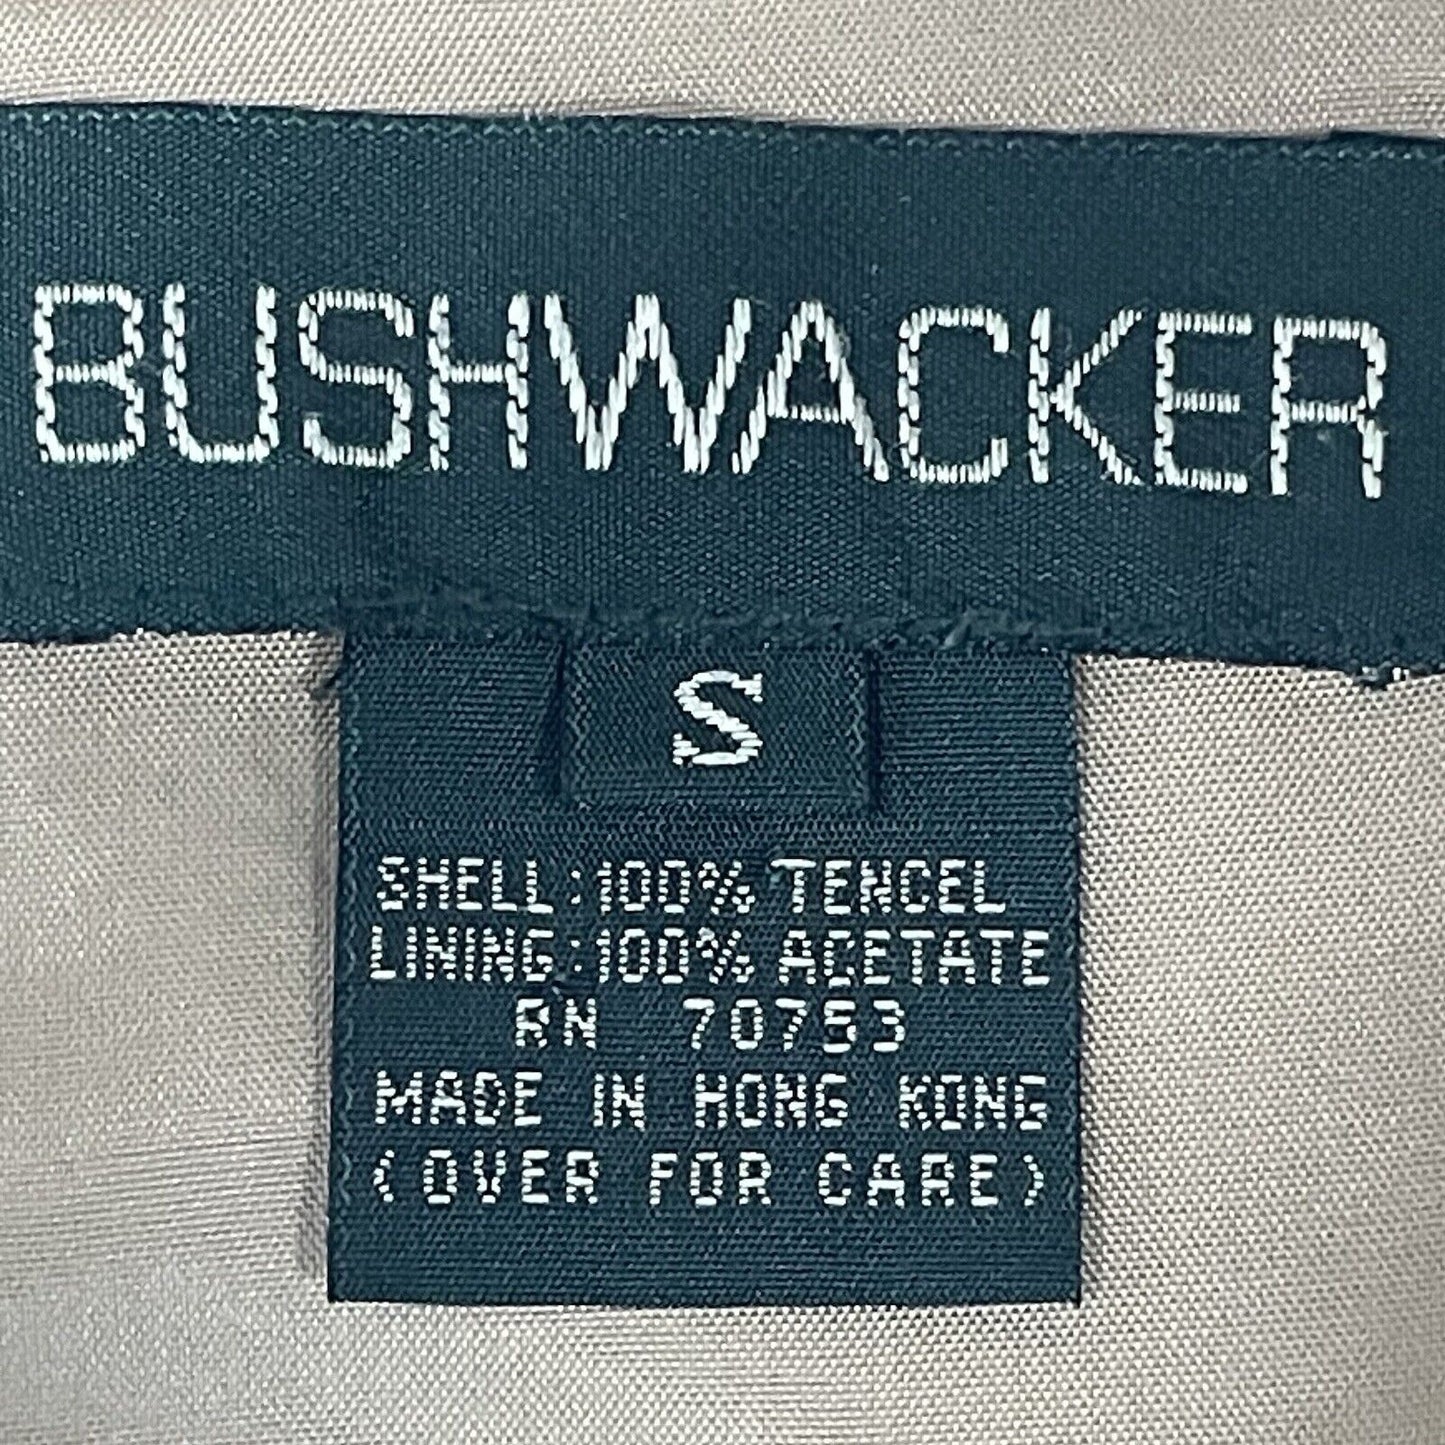 BUSHWACKER
S
SHELL:100% TENCEL
LINING:100% ACETATE
RN 70753
MADE IN HONG KONG
(OVER FOR CARE)